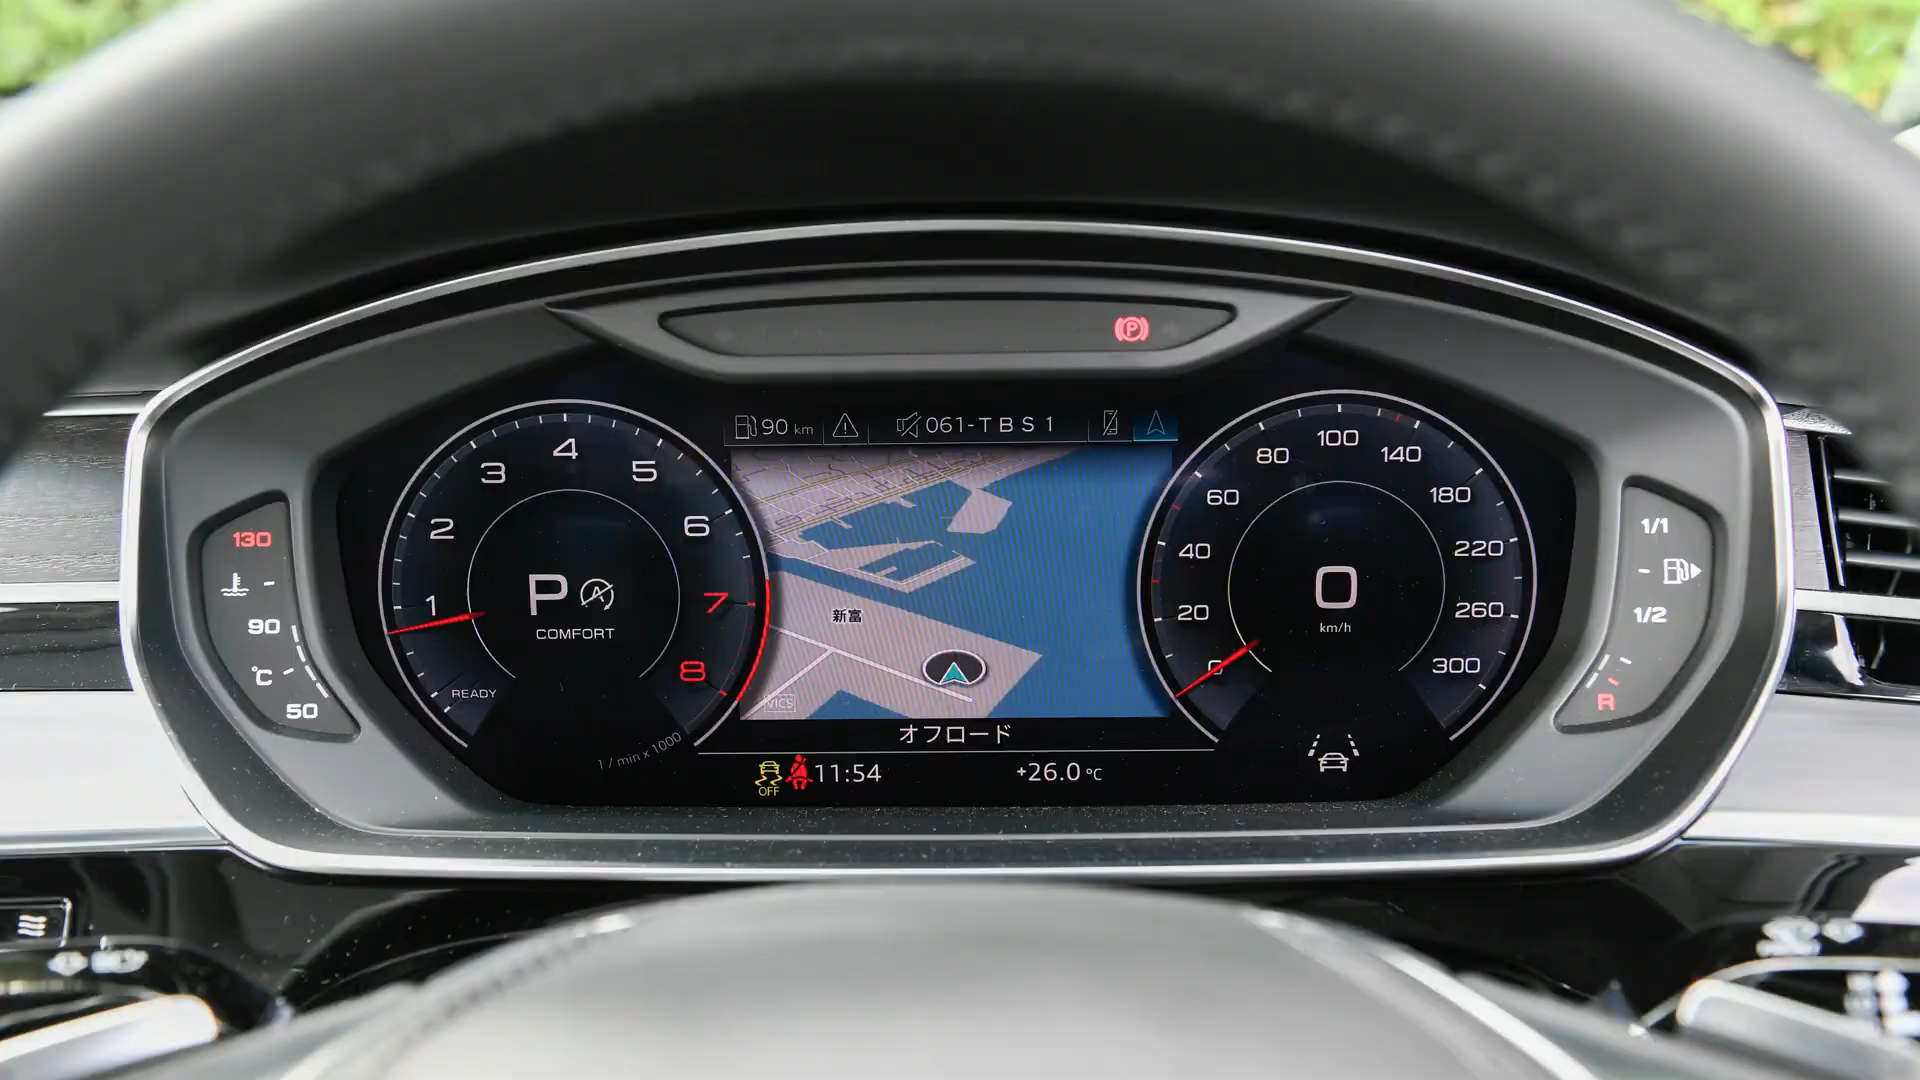 90 km
061-TBS 1
130
90
°C
50
1
2
3
4
5
6
7
8
P
COMFORT
READY
1 / min x 1000
新富
VICS
オフロード
OFF
11:54
+26.0 °C
P
0
20
40
60
80
100
140
180
220
260
300
0
km/h
1/1
1/2
R